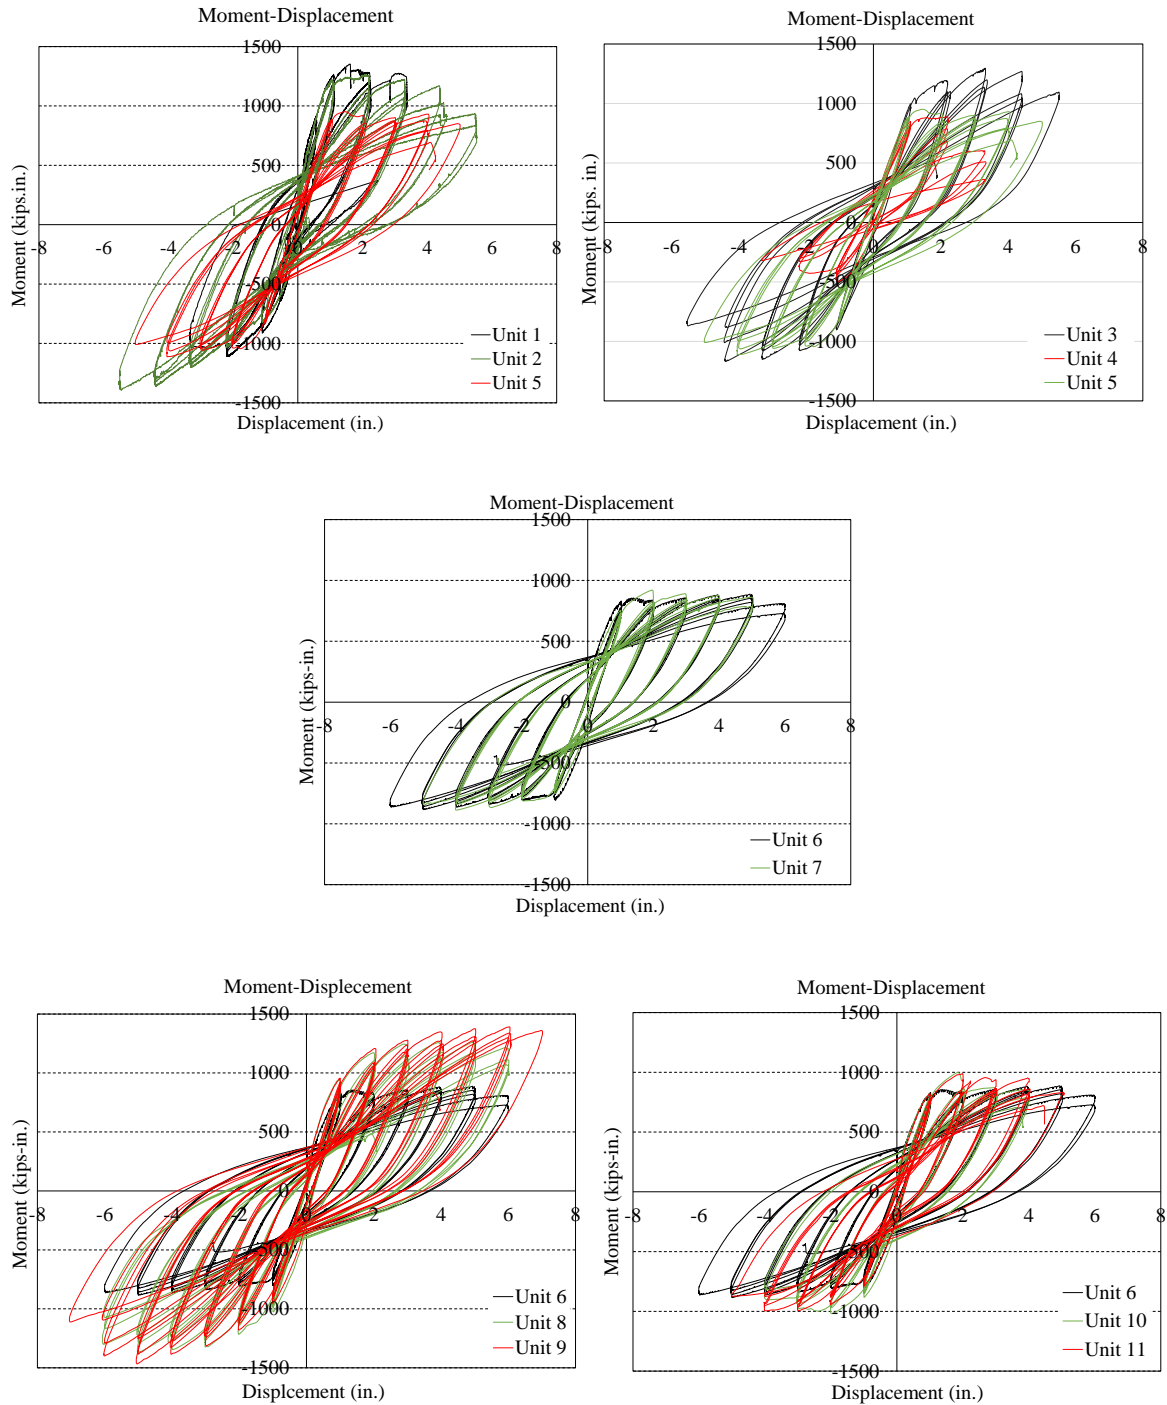 Moment-Displacement
1500
1000
500
0
-500
-1000
-1500
-8 -6 -4 -2 0 2 4 6 8
Moment (kips.in.)
Displacement (in.)
Unit 1
Unit 2
Unit 5
Moment-Displacement
1500
1000
500
0
-500
-1000
-1500
-8 -6 -4 -2 0 2 4 6 8
Moment (kips. in.)
Displacement (in.)
Unit 3
Unit 4
Unit 5
Moment-Displacement
1500
1000
500
0
-500
-1000
-1500
-8 -6 -4 -2 0 2 4 6 8
Moment (kips-in.)
Displacement (in.)
Unit 6
Unit 7
Moment-Displecement
1500
1000
500
0
-500
-1000
-1500
-8 -6 -4 -2 0 2 4 6 8
Moment (kips-in.)
Displcement (in.)
Unit 6
Unit 8
Unit 9
Moment-Displacement
1500
1000
500
0
-500
-1000
-1500
-8 -6 -4 -2 0 2 4 6 8
Moment (kips-in.)
Displacement (in.)
Unit 6
Unit 10
Unit 11